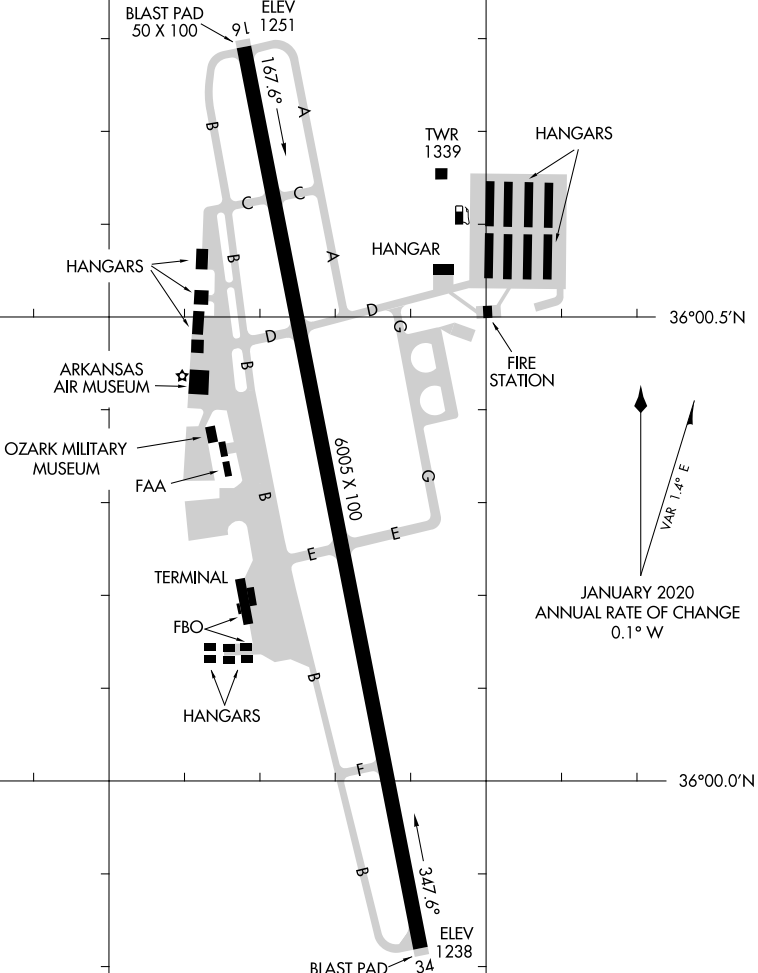 BLAST PAD
50 X 100
16
ELEV
1251
167.6°
A
B
TWR
1339
HANGARS
C
C
A
B
HANGAR
HANGARS
D
G
36°00.5'N
D
B
FIRE
STATION
ARKANSAS
AIR MUSEUM
OZARK MILITARY
MUSEUM
6005 X 100
FAA
B
G
VAR 1.4° E
E
E
TERMINAL
JANUARY 2020
ANNUAL RATE OF CHANGE
0.1° W
FBO
B
HANGARS
F
36°00.0'N
B
347.6°
ELEV
1238
BLAST PAD
34